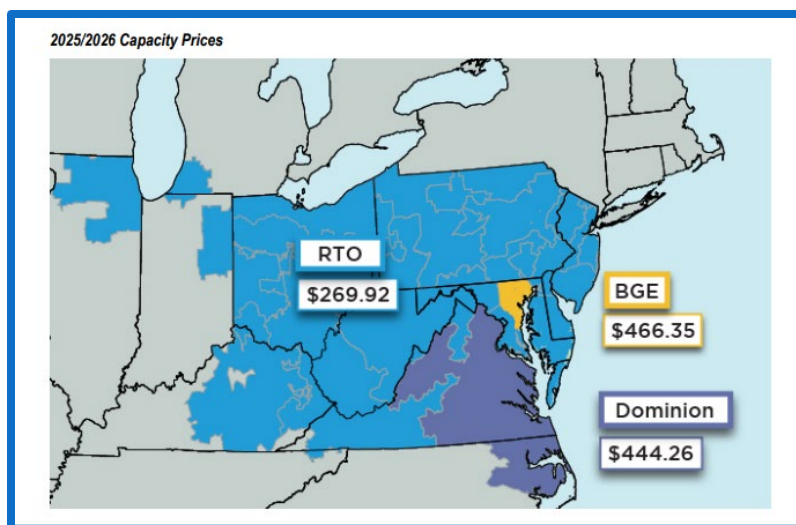 2025/2026 Capacity Prices
RTO
$269.92
BGE
$466.35
Dominion
$444.26